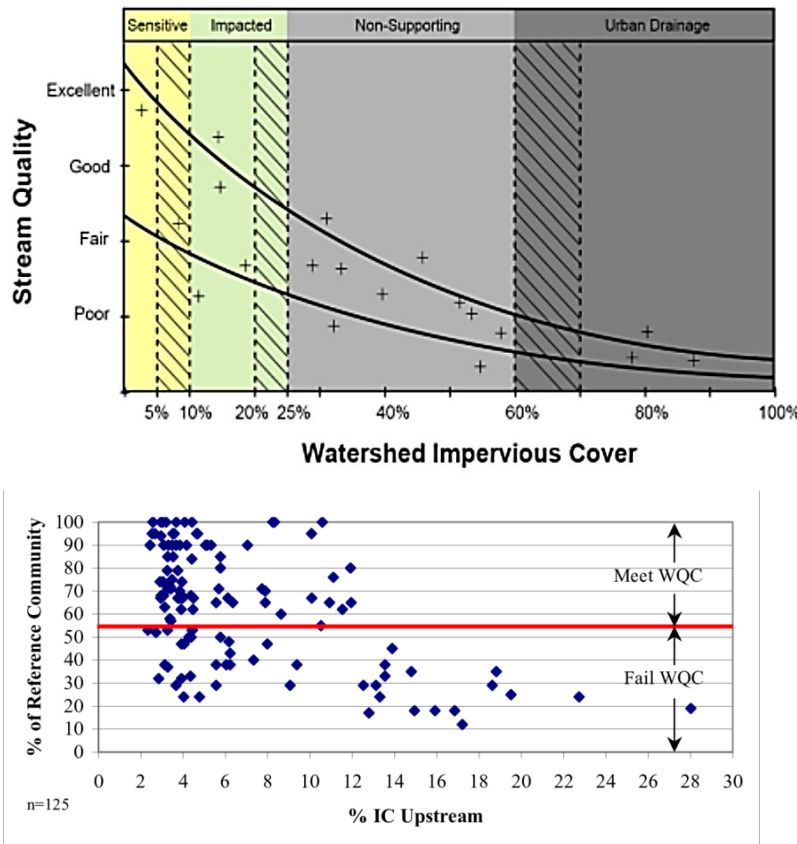 Sensitive Impacted Non-Supporting Urban Drainage
Excellent
Good
Fair
Poor
Stream Quality
5% 10% 20% 25% 40% 60% 80% 100%
Watershed Impervious Cover
100
90
80
70
60
50
40
30
20
10
0
% of Reference Community
Meet WQC
Fail WQC
0 2 4 6 8 10 12 14 16 18 20 22 24 26 28 30
n=125
% IC Upstream